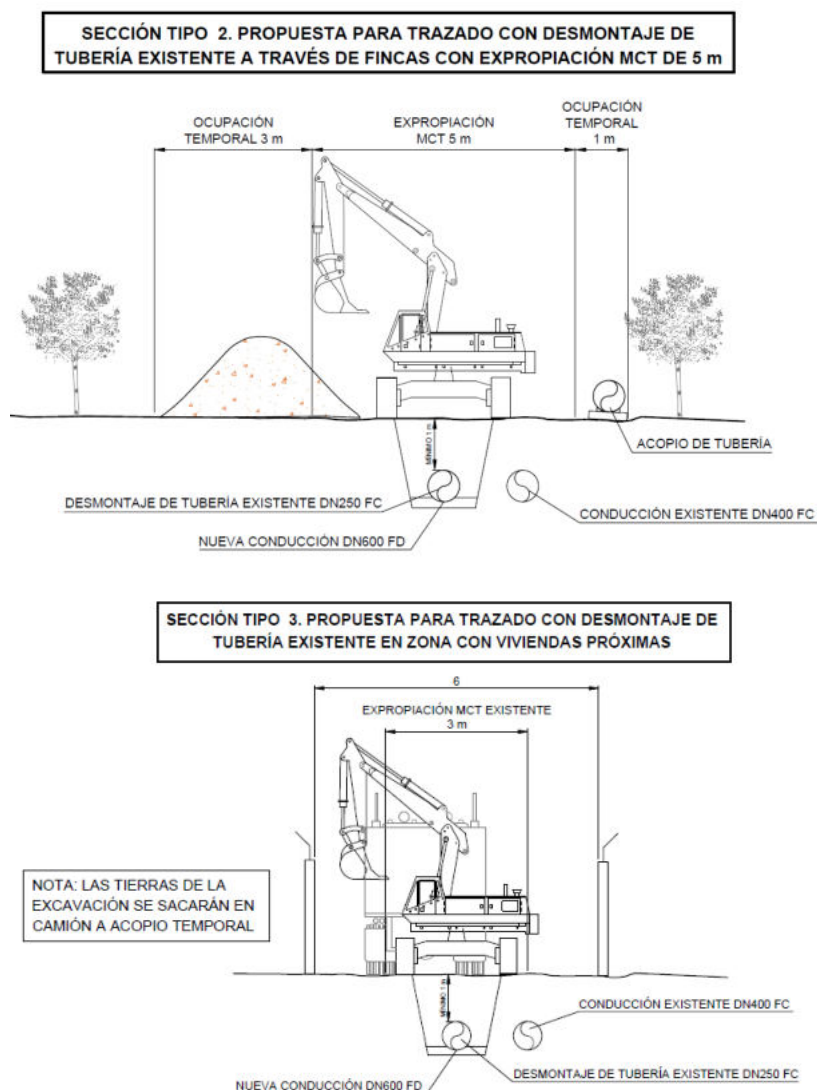 SECCIÓN TIPO 2. PROPUESTA PARA TRAZADO CON DESMONTAJE DE
TUBERÍA EXISTENTE A TRAVÉS DE FINCAS CON EXPROPIACIÓN MCT DE 5 m
OCUPACIÓN
TEMPORAL 3 m
EXPROPIACIÓN
MCT 5 m
OCUPACIÓN
TEMPORAL
1 m
MÍNIMO 1 m
ACOPIO DE TUBERÍA
DESMONTAJE DE TUBERÍA EXISTENTE DN250 FC
CONDUCCIÓN EXISTENTE DN400 FC
NUEVA CONDUCCIÓN DN600 FD
SECCIÓN TIPO 3. PROPUESTA PARA TRAZADO CON DESMONTAJE DE
TUBERÍA EXISTENTE EN ZONA CON VIVIENDAS PRÓXIMAS
6
EXPROPIACIÓN MCT EXISTENTE
3 m
NOTA: LAS TIERRAS DE LA
EXCAVACIÓN SE SACARÁN EN
CAMIÓN A ACOPIO TEMPORAL
MÍNIMO 1 m
CONDUCCIÓN EXISTENTE DN400 FC
DESMONTAJE DE TUBERÍA EXISTENTE DN250 FC
NUEVA CONDUCCIÓN DN600 FD